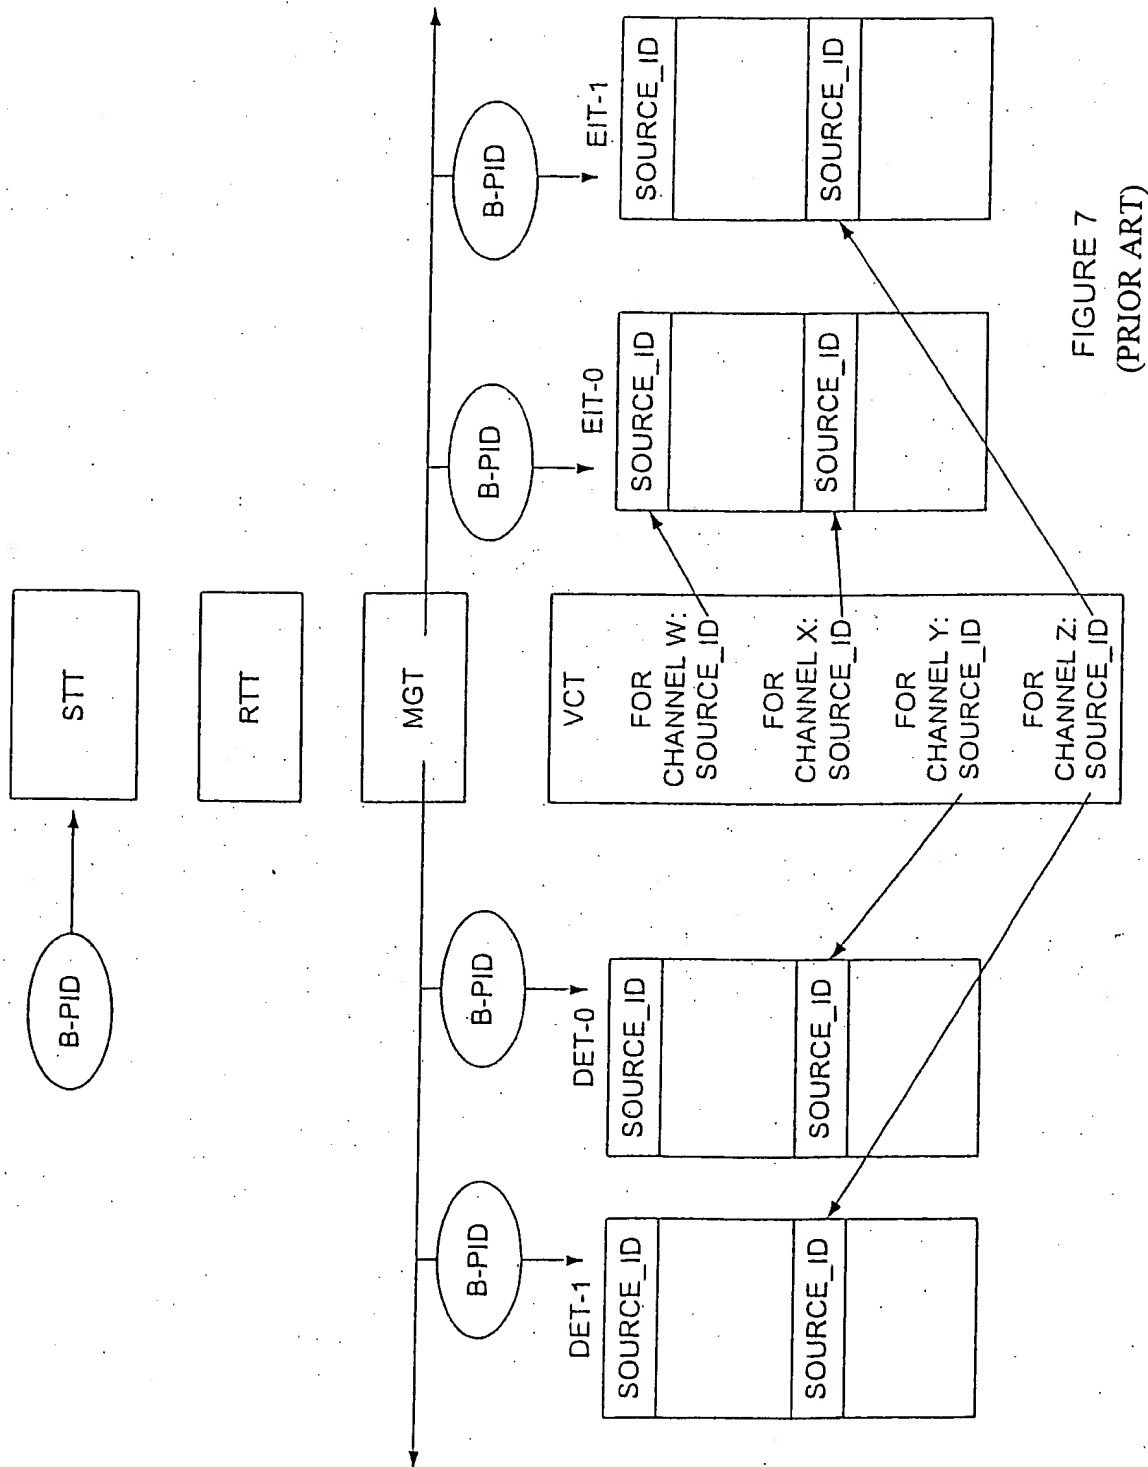 B-PID
STT
RTT
MGT
B-PID
B-PID
B-PID
B-PID
DET-1
DET-0
EIT-0
EIT-1
SOURCE_ID
SOURCE_ID
SOURCE_ID
SOURCE_ID
SOURCE_ID
SOURCE_ID
SOURCE_ID
SOURCE_ID
VCT
FOR
CHANNEL W:
SOURCE_ID
FOR
CHANNEL X:
SOURCE_ID
FOR
CHANNEL Y:
SOURCE_ID
FOR
CHANNEL Z:
SOURCE_ID
FIGURE 7
(PRIOR ART)